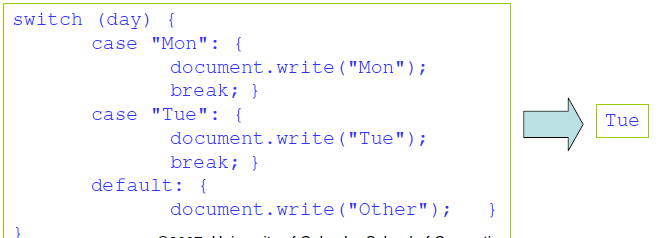 switch (day) {
case "Mon": {
document.write("Mon");
break; }
case "Tue": {
document.write("Tue");
break; }
default: {
document.write("Other"); }
}
Tue